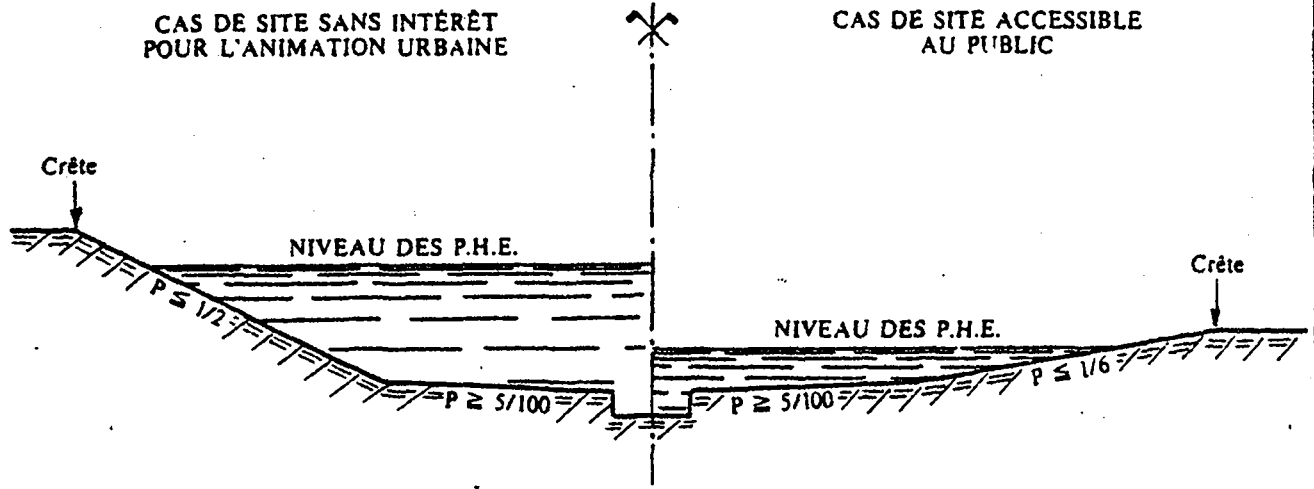 CAS DE SITE SANS INTÉRÊT
POUR L'ANIMATION URBAINE
CAS DE SITE ACCESSIBLE
AU PUBLIC
Crête
NIVEAU DES P.H.E.
P ≦ 1/2
P ≧ 5/100
Crête
NIVEAU DES P.H.E.
P ≦ 1/6
P ≧ 5/100